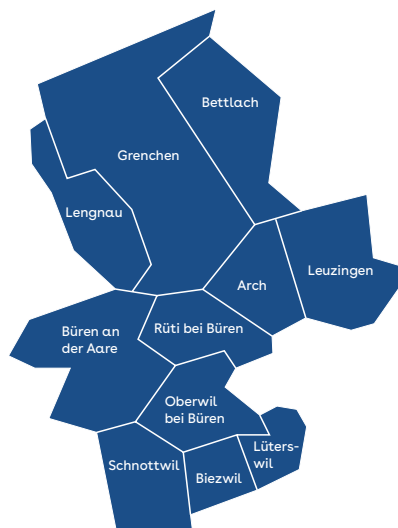 Bettlach
Grenchen
Lengnau
Leuzingen
Arch
Büren an
der Aare
Rüti bei Büren
Oberwil
bei Büren
Lüters-
wil
Schnottwil
Biezwil